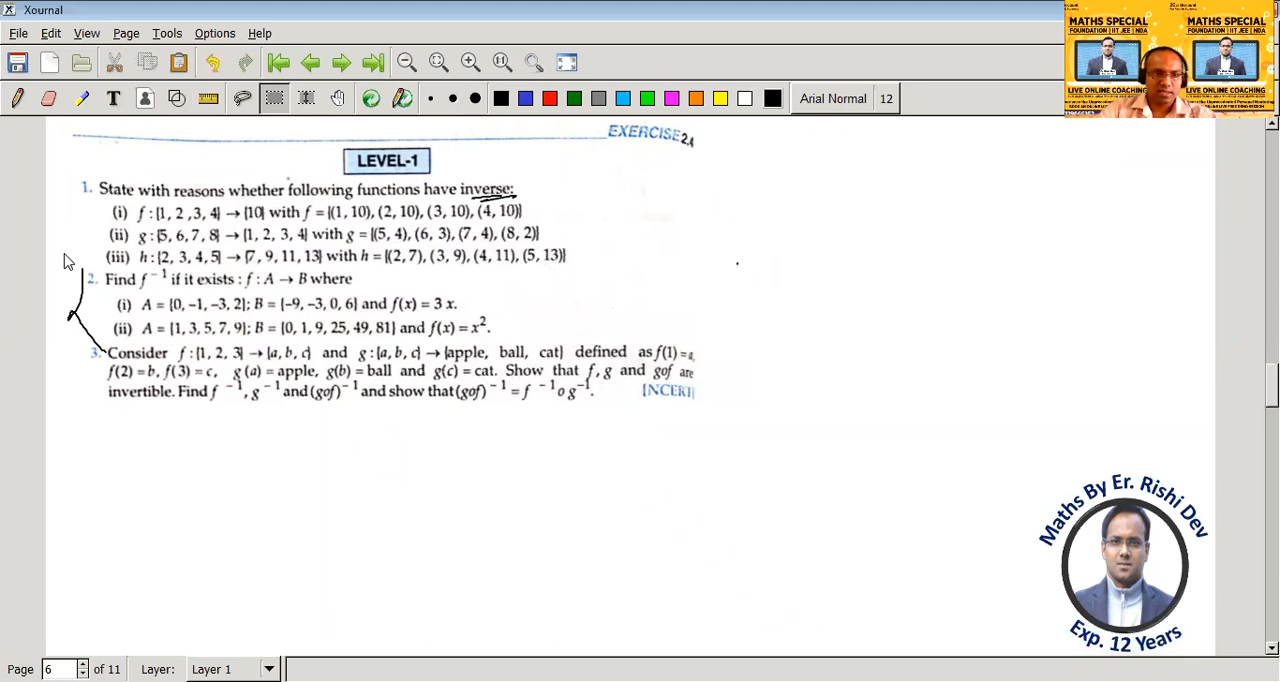 Xournal
File Edit View Page Tools Options Help
Arial Normal 12
MATHS SPECIAL
FOUNDATION | IIT JEE | NDA
LIVE ONLINE COACHING
MATHS SPECIAL
FOUNDATION | IIT JEE | NDA
LIVE ONLINE COACHING
EXERCISE 2.4
LEVEL-1
1. State with reasons whether following functions have inverse:
(i) f : {1, 2 ,3, 4} → {10} with f = {(1, 10), (2, 10), (3, 10), (4, 10)}
(ii) g : {5, 6, 7, 8} → {1, 2, 3, 4} with g = {(5, 4), (6, 3), (7, 4), (8, 2)}
(iii) h : {2, 3, 4, 5} → {7, 9, 11, 13} with h = {(2, 7), (3, 9), (4, 11), (5, 13)}
2. Find f ⁻¹ if it exists : f : A → B where
(i) A = {0, −1, −3, 2}; B = {−9, −3, 0, 6} and f(x) = 3 x.
(ii) A = {1, 3, 5, 7, 9}; B = {0, 1, 9, 25, 49, 81} and f(x) = x².
3. Consider f : {1, 2, 3} → {a, b, c} and g : {a, b, c} → {apple, ball, cat} defined as f(1) = a,
f(2) = b, f(3) = c, g (a) = apple, g(b) = ball and g(c) = cat. Show that f, g and gof are
invertible. Find f ⁻¹, g ⁻¹ and (gof)⁻¹ and show that (gof) ⁻¹ = f ⁻¹ o g⁻¹. [NCERT]
Maths By Er. Rishi Dev
Exp. 12 Years
Page 6 of 11 Layer: Layer 1